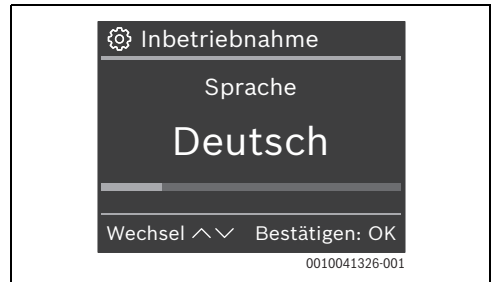 Inbetriebnahme
Sprache
Deutsch
Wechsel Bestätigen: OK
0010041326-001